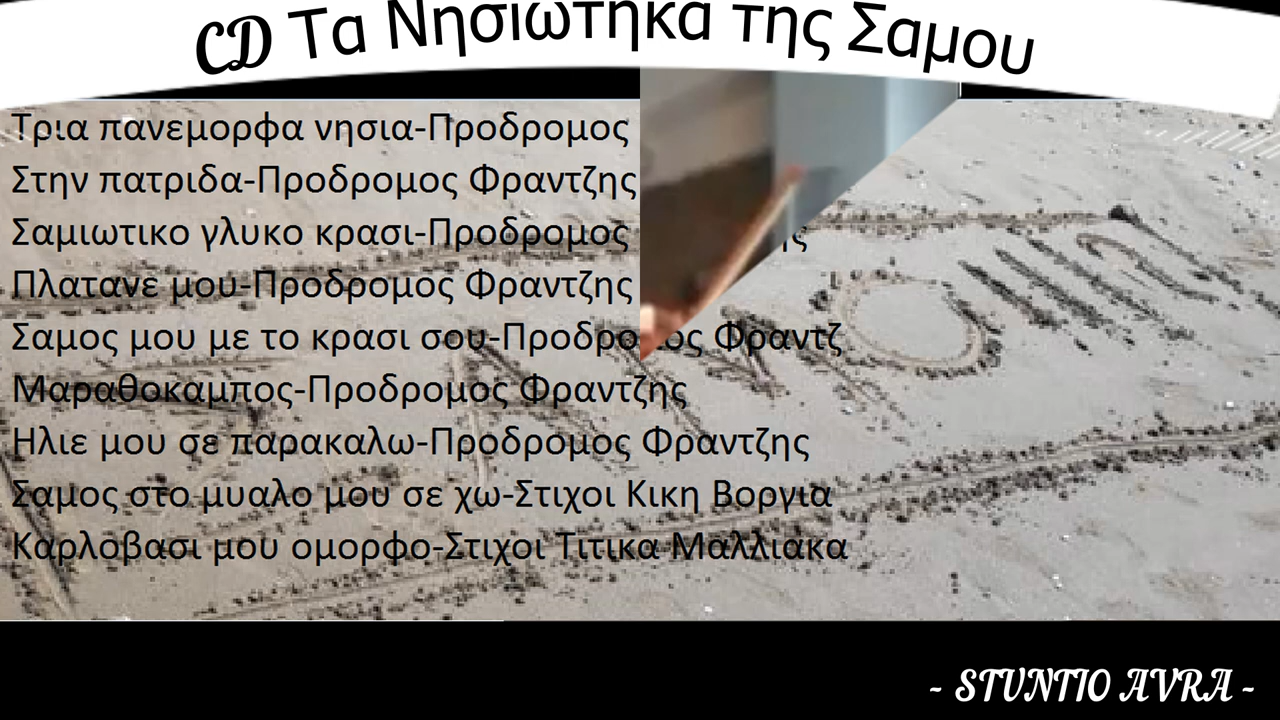 CD Τα Νησιωτηκα της Σαμου
Τρια πανεμορφα νησια-Προδρομος
Στην πατριδα-Προδρομος Φραντζης
Σαμιωτικο γλυκο κρασι-Προδρομος
Πλατανε μου-Προδρομος Φραντζης
Σαμος μου με το κρασι σου-Προδρομος Φραντζ
Μαραθοκαμπος-Προδρομος Φραντζης
Ηλιε μου σε παρακαλω-Προδρομος Φραντζης
Σαμος στο μυαλο μου σε χω-Στιχοι Κικη Βοργια
Καρλοβασι μου ομορφο-Στιχοι Τιτικα Μαλλιακα
- STUNTIO AVRA -